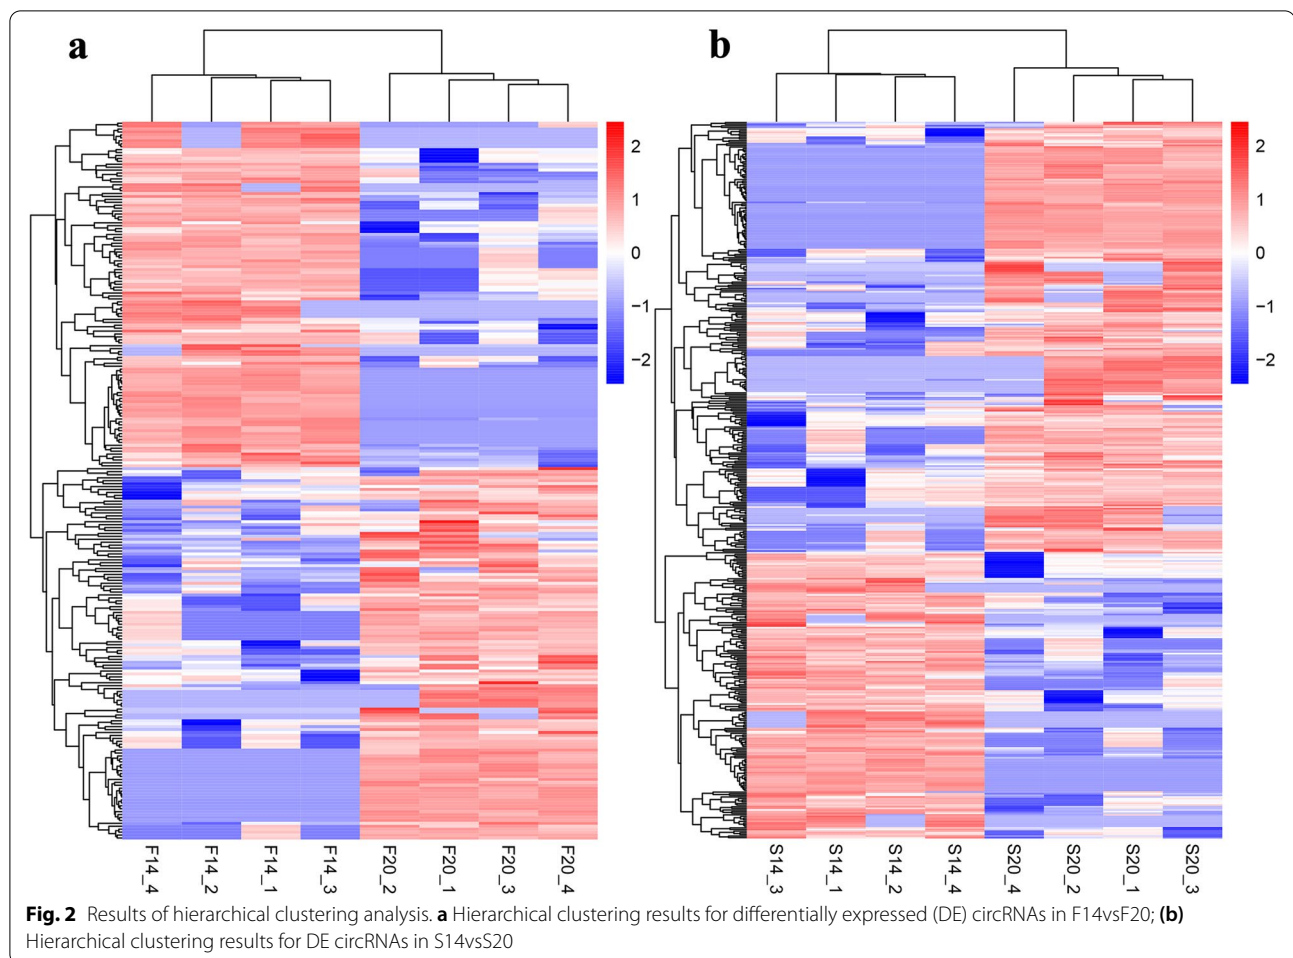 a
b
2
1
0
−1
−2
2
1
0
−1
−2
F14_4
F14_2
F14_1
F14_3
F20_2
F20_1
F20_3
F20_4
S14_3
S14_1
S14_2
S14_4
S20_4
S20_2
S20_1
S20_3
Fig. 2 Results of hierarchical clustering analysis. a Hierarchical clustering results for differentially expressed (DE) circRNAs in F14vsF20; (b)
Hierarchical clustering results for DE circRNAs in S14vsS20